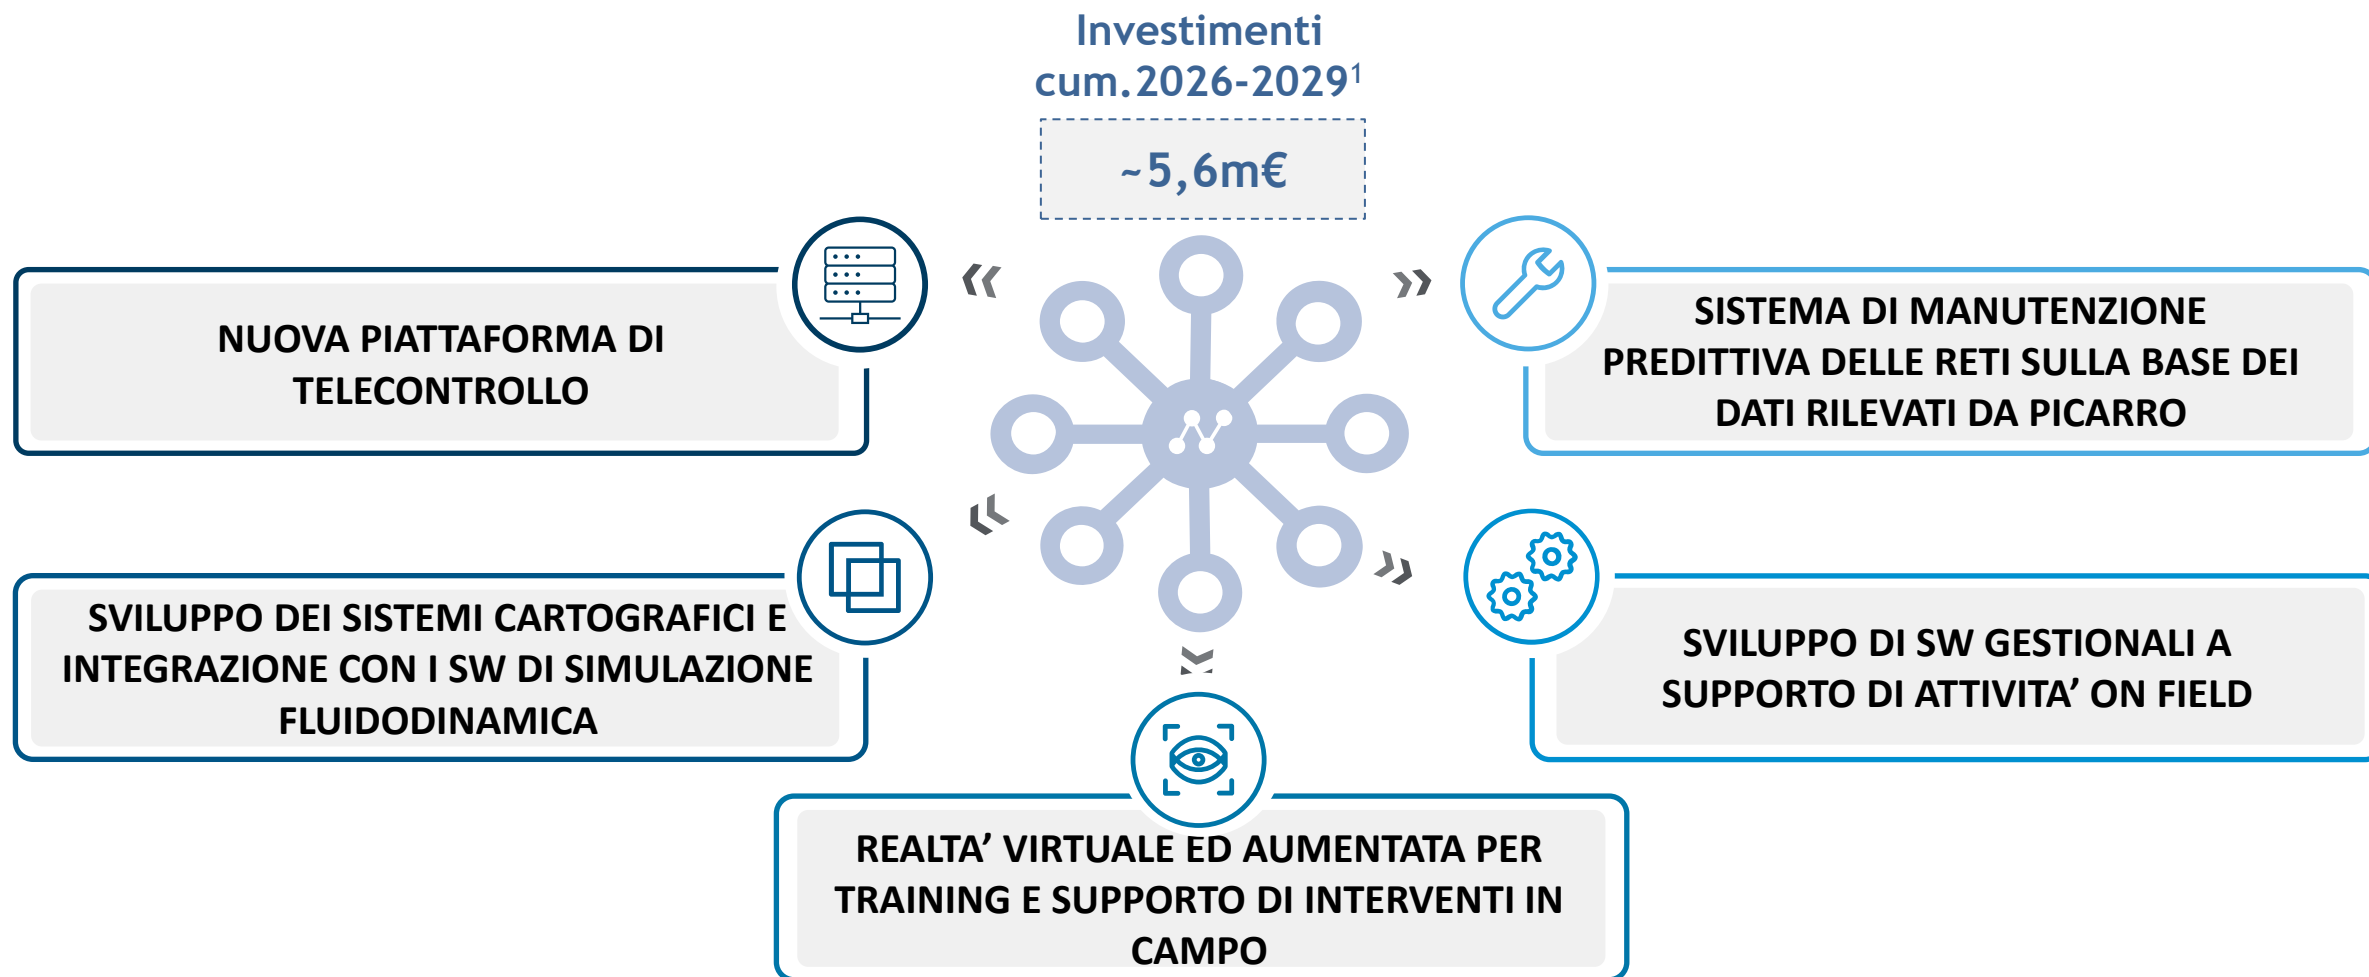 Investimenti
cum.2026-2029¹
~5,6m€
NUOVA PIATTAFORMA DI
TELECONTROLLO
SISTEMA DI MANUTENZIONE
PREDITTIVA DELLE RETI SULLA BASE DEI
DATI RILEVATI DA PICARRO
SVILUPPO DEI SISTEMI CARTOGRAFICI E
INTEGRAZIONE CON I SW DI SIMULAZIONE
FLUIDODINAMICA
SVILUPPO DI SW GESTIONALI A
SUPPORTO DI ATTIVITA’ ON FIELD
REALTA’ VIRTUALE ED AUMENTATA PER
TRAINING E SUPPORTO DI INTERVENTI IN
CAMPO